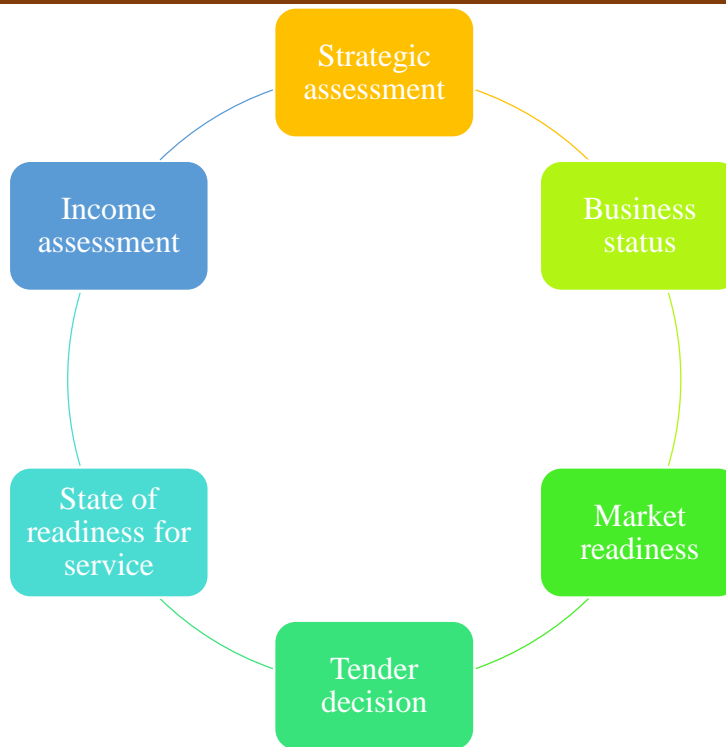 Strategic
assessment
Business
status
Market
readiness
Tender
decision
State of
readiness for
service
Income
assessment